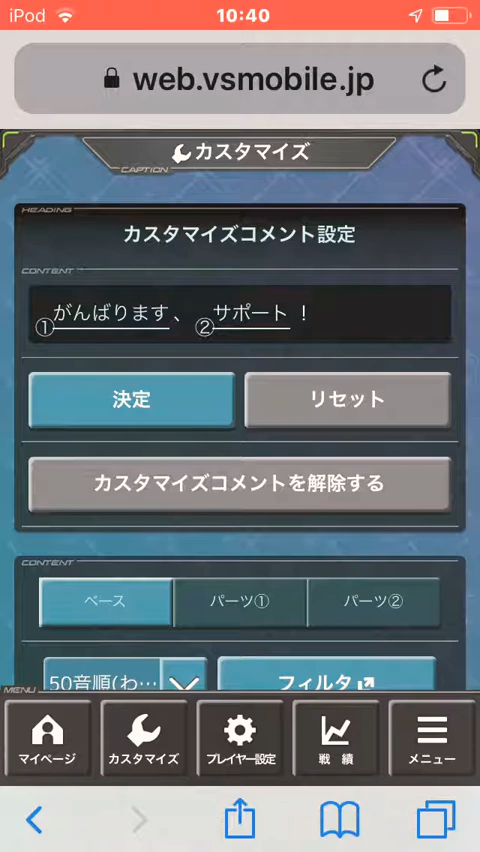 iPod 10:40
web.vsmobile.jp
カスタマイズ
CAPTION
HEADING
カスタマイズコメント設定
CONTENT
①がんばります、 ②サポート！
決定 リセット
カスタマイズコメントを解除する
CONTENT
ベース パーツ① パーツ②
50音順(わ… フィルタ
MENU
マイページ カスタマイズ プレイヤー設定 戦績 メニュー